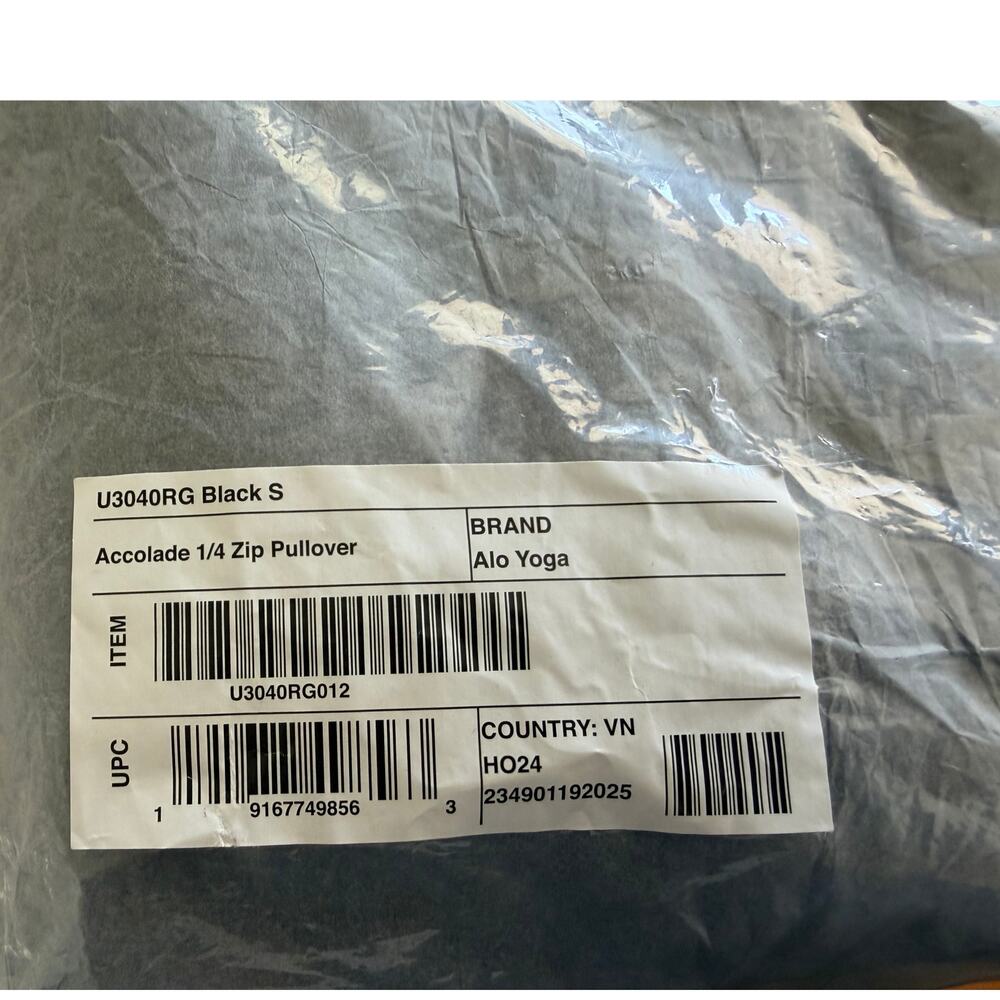 U3040RG Black S
Accolade 1/4 Zip Pullover
BRAND
Alo Yoga
ITEM
U3040RG012
UPC
1 9167749856 3
COUNTRY: VN
HO24
234901192025